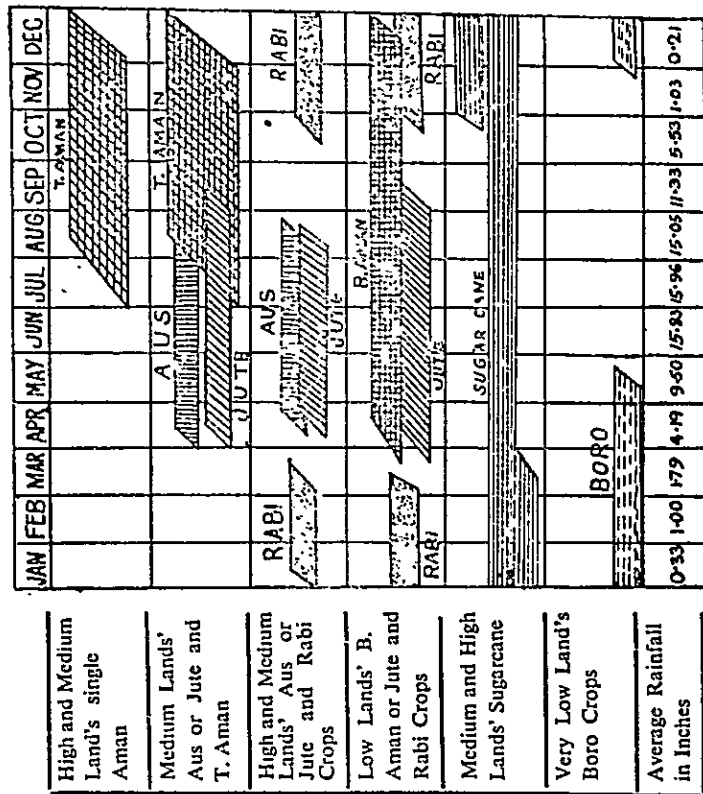 JAN FEB MAR APR MAY JUN JUL AUG SEP OCT NOV DEC
High and Medium
Land's single
Aman
T. AMAN
Medium Lands'
Aus or Jute and
T. Aman
AUS
JUTE
T. AMAN
High and Medium
Lands' Aus or
Jute and Rabi
Crops
RABI
AUS
JUTE
RABI
Low Lands' B.
Aman or Jute and
Rabi Crops
RABI
B. AMAN
JUTE
RABI
Medium and High
Lands' Sugarcane
SUGAR CANE
Very Low Land's
Boro Crops
BORO
Average Rainfall
in Inches
0·33 1·00 1·79 4·19 9·60 15·83 15·96 15·05 11·33 5·53 1·03 0·21